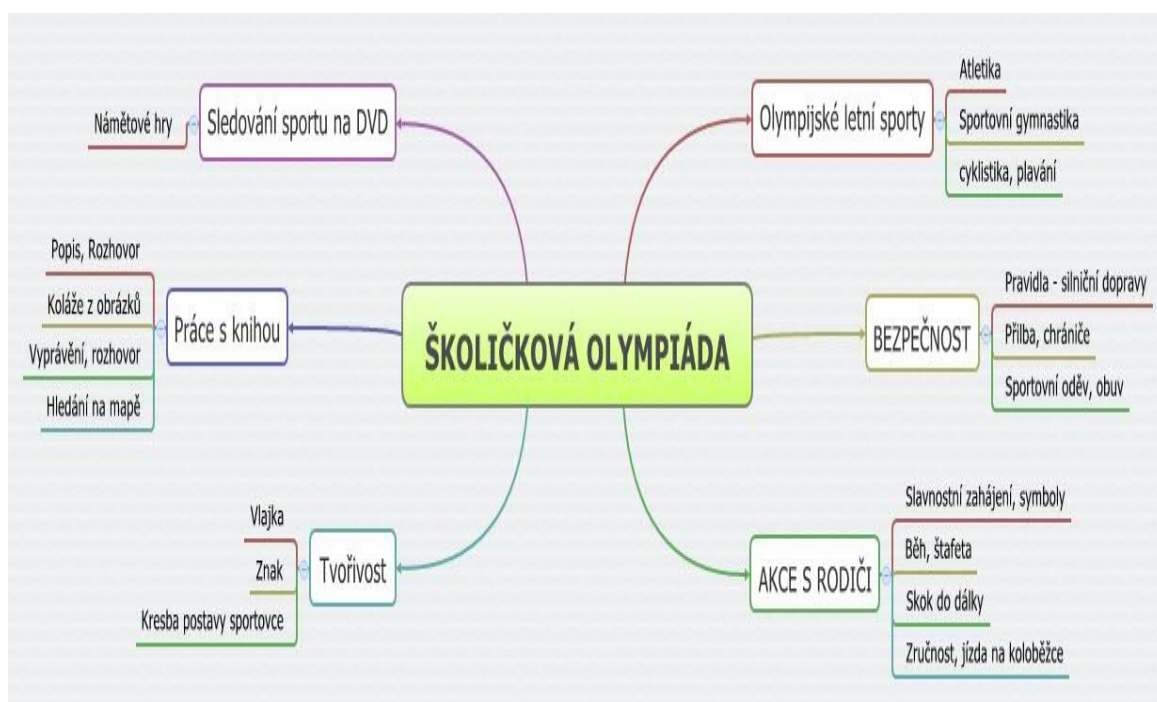 ŠKOLIČKOVÁ OLYMPIÁDA
Olympijské letní sporty
Atletika
Sportovní gymnastika
cyklistika, plavání
BEZPEČNOST
Pravidla - silniční dopravy
Přilba, chrániče
Sportovní oděv, obuv
AKCE S RODIČI
Slavnostní zahájení, symboly
Běh, štafeta
Skok do dálky
Zručnost, jízda na koloběžce
Tvořivost
Vlajka
Znak
Kresba postavy sportovce
Práce s knihou
Popis, Rozhovor
Koláže z obrázků
Vyprávění, rozhovor
Hledání na mapě
Sledování sportu na DVD
Námětové hry